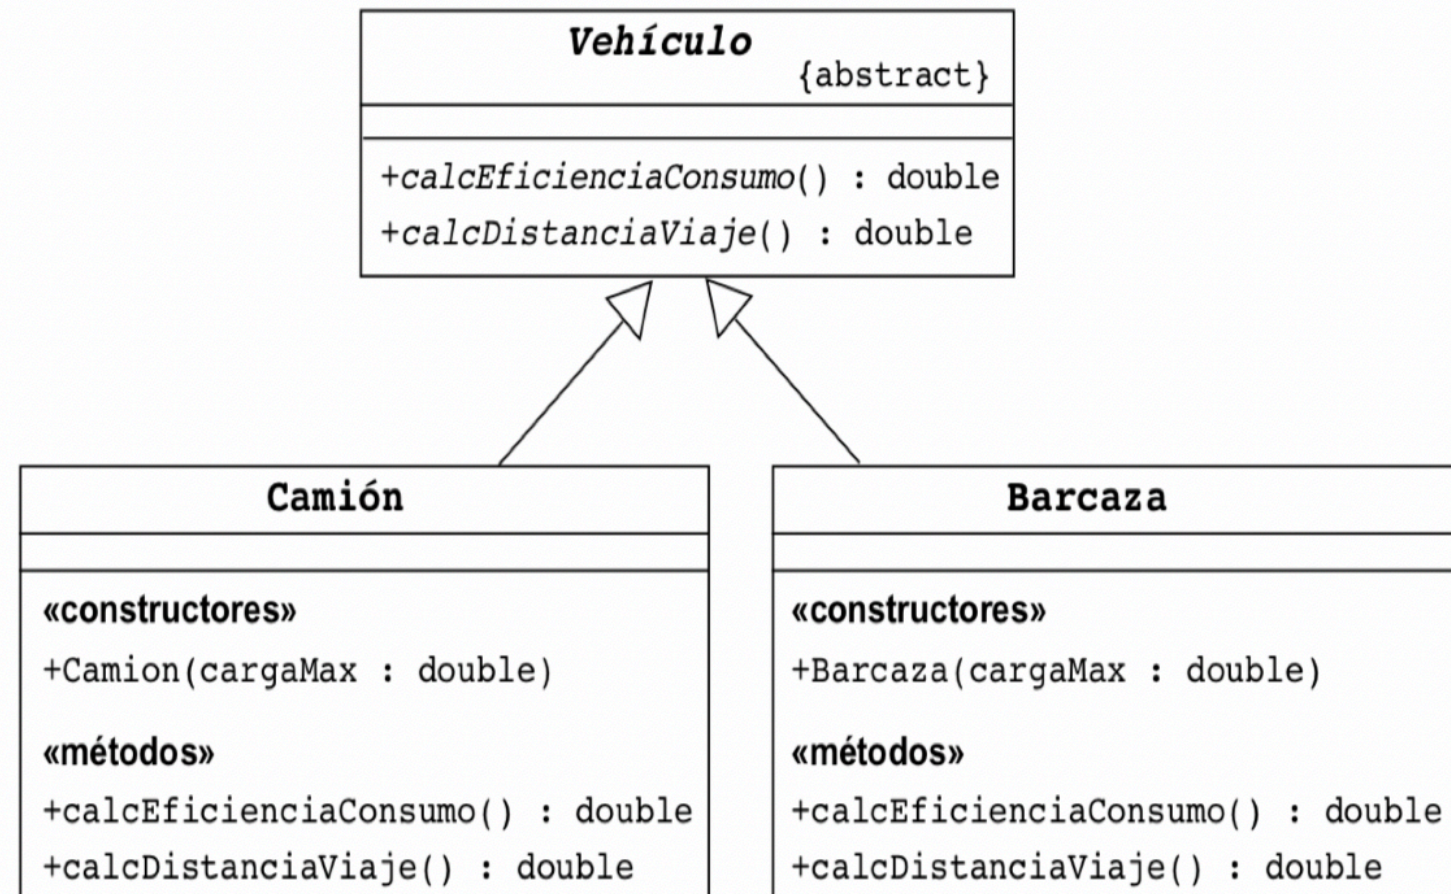 Vehículo
{abstract}
+calcEficienciaConsumo() : double
+calcDistanciaViaje() : double
Camión
«constructores»
+Camion(cargaMax : double)
«métodos»
+calcEficienciaConsumo() : double
+calcDistanciaViaje() : double
Barcaza
«constructores»
+Barcaza(cargaMax : double)
«métodos»
+calcEficienciaConsumo() : double
+calcDistanciaViaje() : double